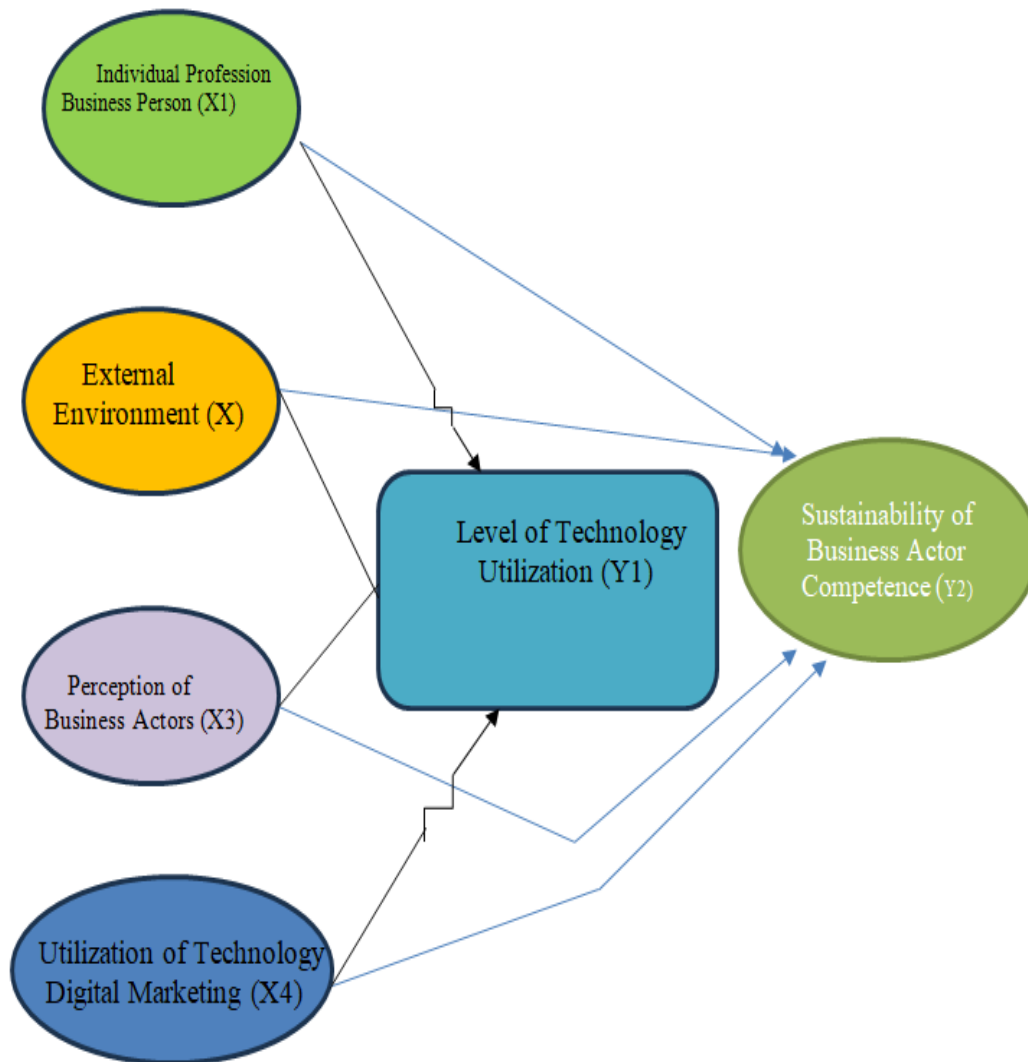 Individual Profession
Business Person (X1)
External
Environment (X)
Level of Technology
Utilization (Y1)
Sustainability of
Business Actor
Competence (Y2)
Perception of
Business Actors (X3)
Utilization of Technology
Digital Marketing (X4)